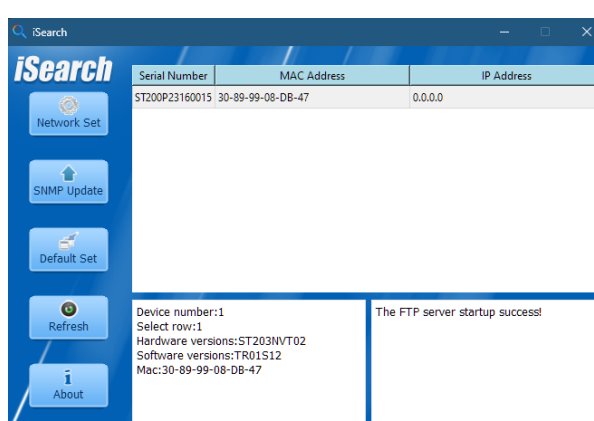 iSearch
iSearch
Serial Number MAC Address IP Address
ST200P23160015 30-89-99-08-DB-47 0.0.0.0
Network Set
SNMP Update
Default Set
Refresh
About
Device number:1
Select row:1
Hardware versions:ST203NVT02
Software versions:TR01S12
Mac:30-89-99-08-DB-47
The FTP server startup success!